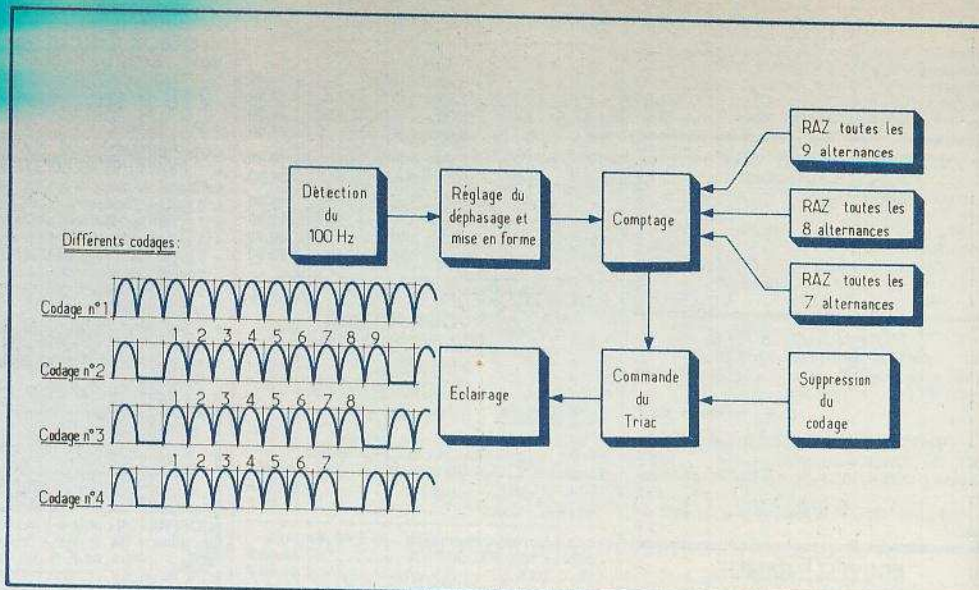 RAZ toutes les
9 alternances
Détection
du
100 Hz
Réglage du
déphasage et
mise en forme
Comptage
RAZ toutes les
8 alternances
RAZ toutes les
7 alternances
Différents codages:
Codage n°1
1 2 3 4 5 6 7 8 9
Codage n°2
1 2 3 4 5 6 7 8
Codage n°3
1 2 3 4 5 6 7
Codage n°4
Eclairage
Commande
du
Triac
Suppression
du
codage